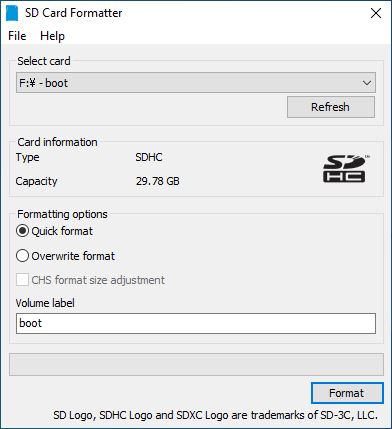 SD Card Formatter
File Help
Select card
F:¥ - boot
Refresh
Card information
Type SDHC
Capacity 29.78 GB
SD
HC
TM
Formatting options
Quick format
Overwrite format
CHS format size adjustment
Volume label
boot
Format
SD Logo, SDHC Logo and SDXC Logo are trademarks of SD-3C, LLC.